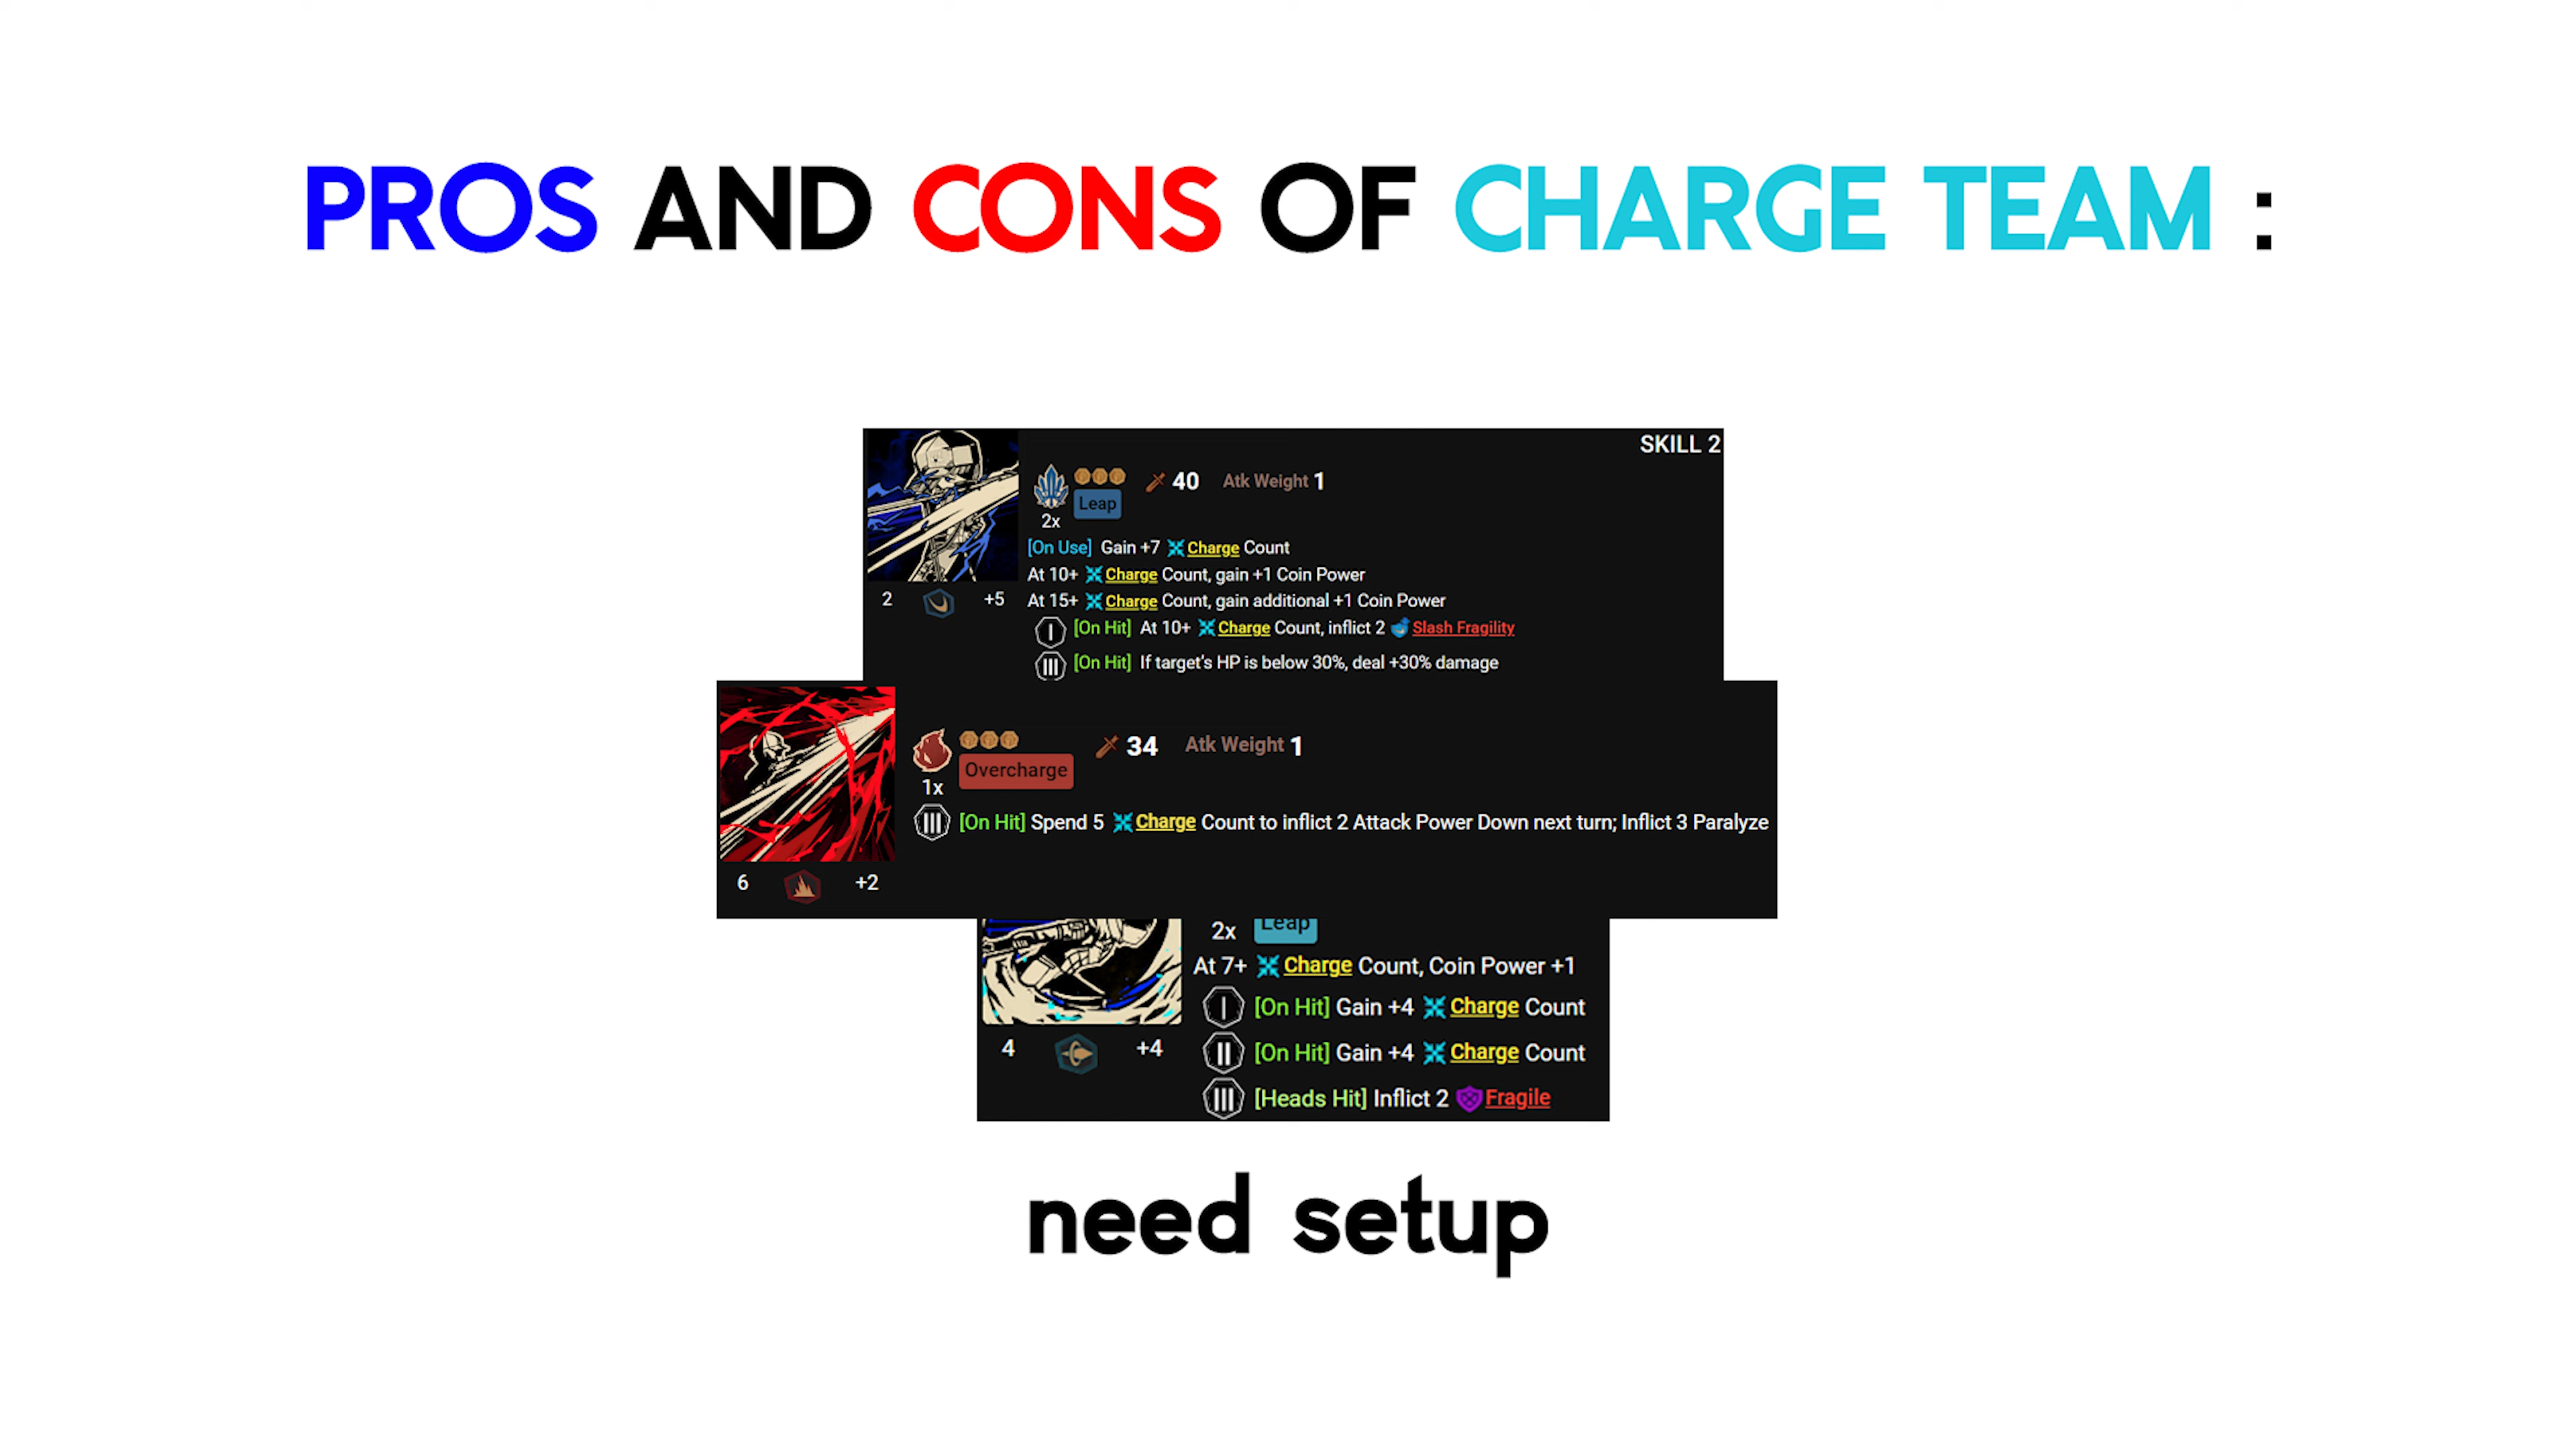 PROS AND CONS OF CHARGE TEAM :
SKILL 2
40 Atk Weight 1
Leap
2x
[On Use] Gain +7 Charge Count
At 10+ Charge Count, gain +1 Coin Power
2 +5 At 15+ Charge Count, gain additional +1 Coin Power
I [On Hit] At 10+ Charge Count, inflict 2 Slash Fragility
III [On Hit] If target's HP is below 30%, deal +30% damage
34 Atk Weight 1
Overcharge
1x
III [On Hit] Spend 5 Charge Count to inflict 2 Attack Power Down next turn; Inflict 3 Paralyze
6 +2
2x Leap
At 7+ Charge Count, Coin Power +1
I [On Hit] Gain +4 Charge Count
4 +4 II [On Hit] Gain +4 Charge Count
III [Heads Hit] Inflict 2 Fragile
need setup